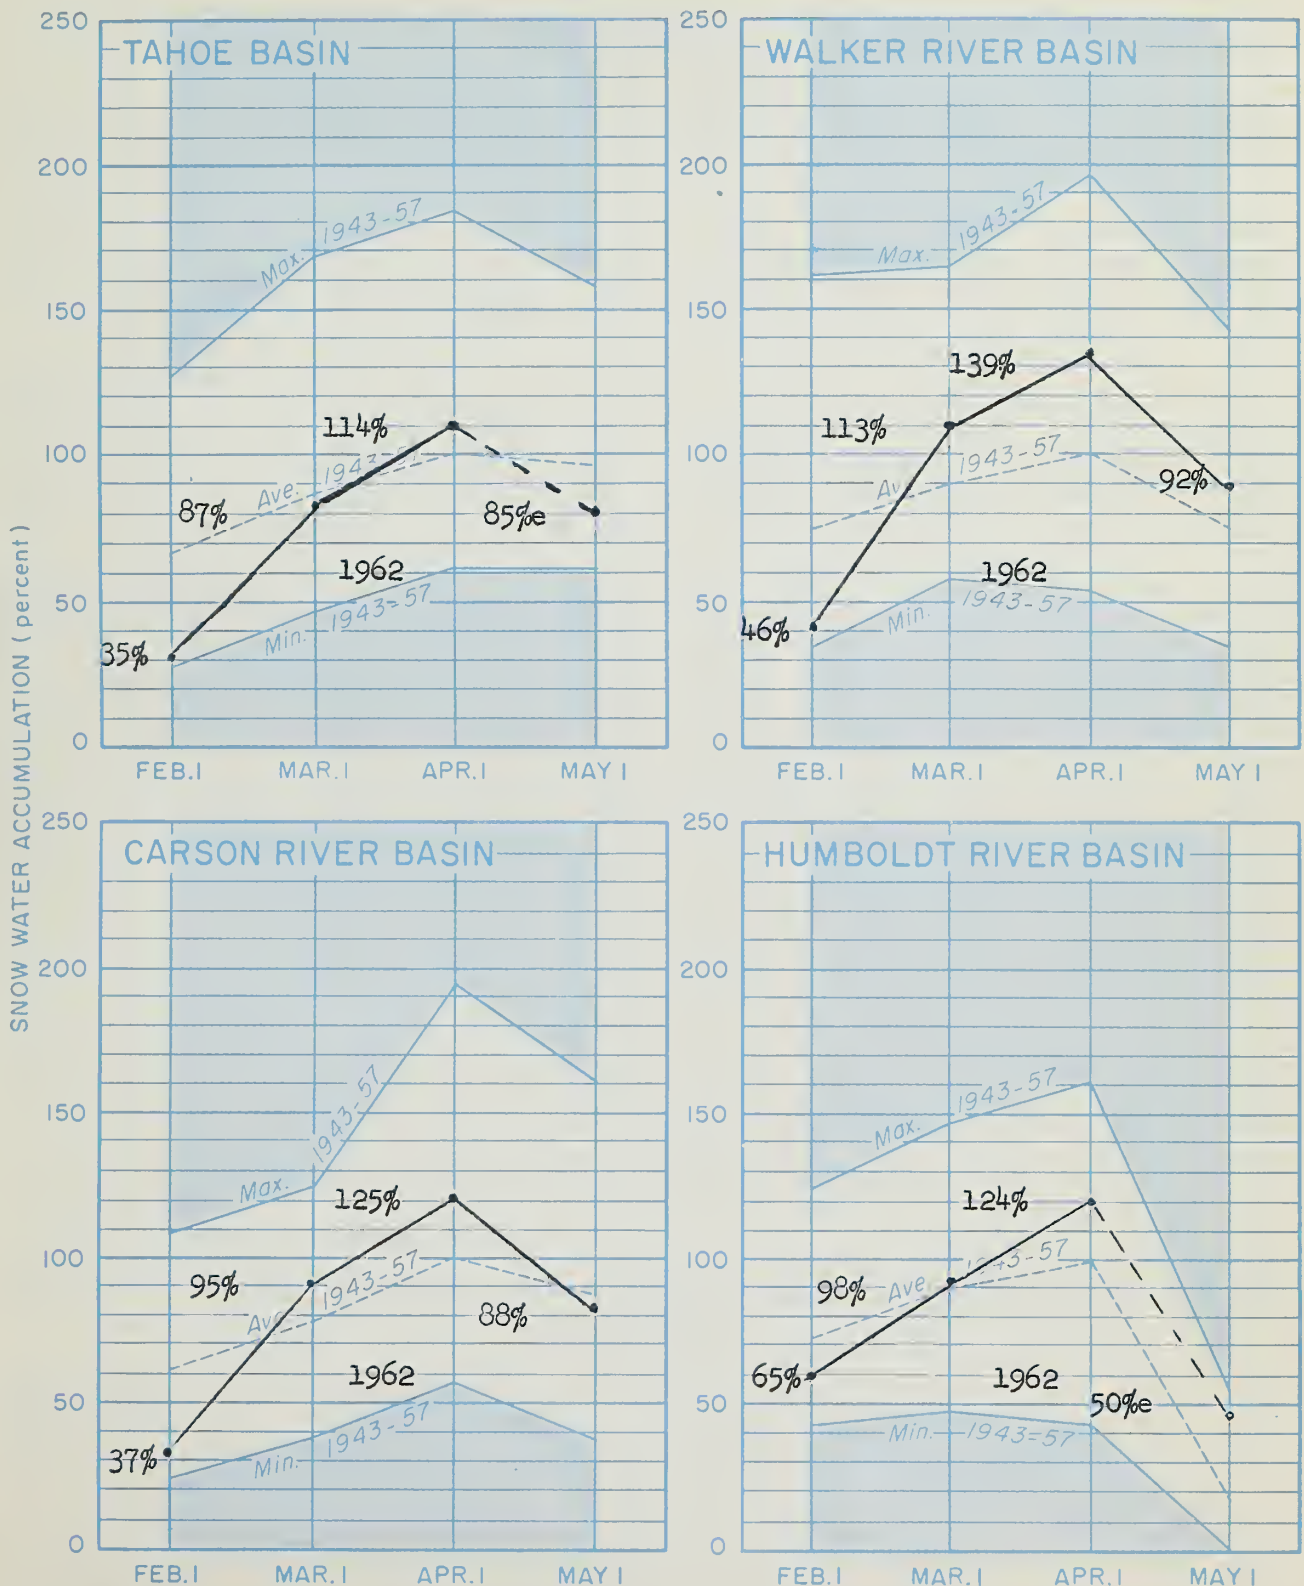 SNOW WATER ACCUMULATION (percent)
TAHOE BASIN
250
200
150
100
50
0
Max. 1943-57
114%
Ave. 1943-57
87%
85%e
1962
Min. 1943=57
35%
FEB.1 MAR.1 APR.1 MAY 1
WALKER RIVER BASIN
250
200
150
100
50
0
Max. 1943-57
139%
113%
1943-57
92%
1962
Min. 1943-57
46%
FEB.1 MAR.1 APR.1 MAY 1
CARSON RIVER BASIN
250
200
150
100
50
0
Max. 1943-57
125%
95%
Ave. 1943-57
88%
1962
Min. 1943-57
37%
FEB.1 MAR.1 APR.1 MAY 1
HUMBOLDT RIVER BASIN
250
200
150
100
50
0
Max. 1943-57
124%
98%
Ave. 1943-57
65%
1962
50%e
Min. 1943=57
FEB.1 MAR.1 APR.1 MAY 1